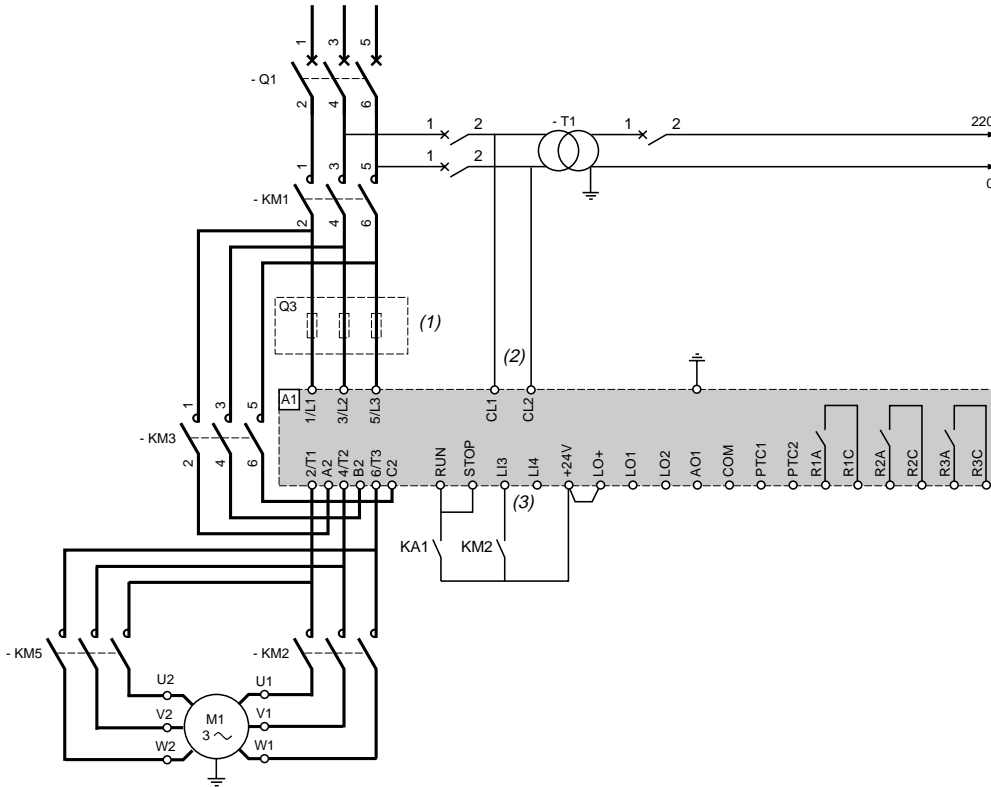 1 3 5
- Q1
2 4 6
1 2 - T1 1 2 220
1 2 0
1 3 5
- KM1
2 4 6
Q3 (1)
(2)
A1 1/L1 3/L2 5/L3 CL1 CL2
1 3 5
- KM3
2 4 6
2/T1 A2 4/T2 B2 6/T3 C2 RUN STOP LI3 LI4 +24V LO+ LO1 LO2 AO1 COM PTC1 PTC2 R1A R1C R2A R2C R3A R3C
(3)
KA1 KM2
- KM5 - KM2
U2 U1
V2 M1 V1
3
W2 W1